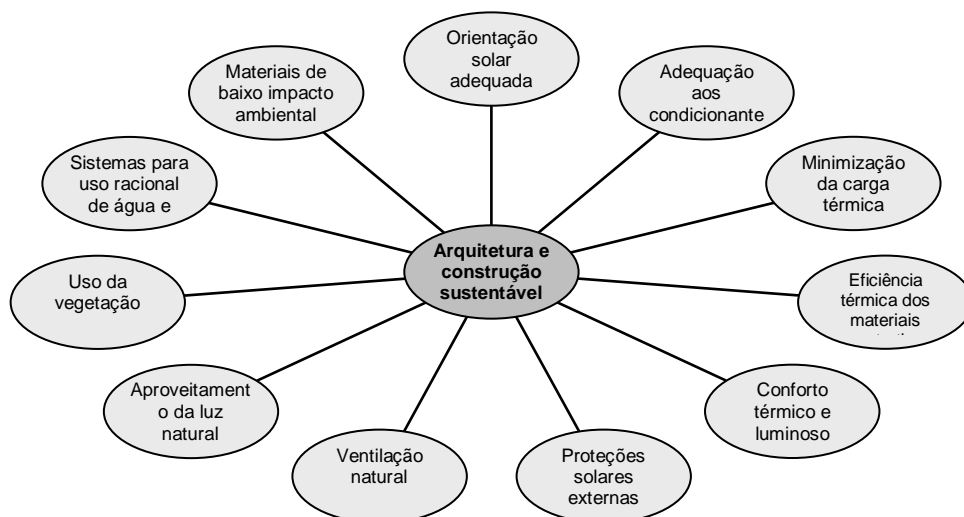 Orientação
solar
adequada
Adequação
aos
condicionante
Minimização
da carga
térmica
Eficiência
térmica dos
materiais
Conforto
térmico e
luminoso
Proteções
solares
externas
Ventilação
natural
Aproveitament
o da luz
natural
Uso da
vegetação
Sistemas para
uso racional
de água e
Materiais de
baixo impacto
ambiental
Arquitetura e
construção
sustentável